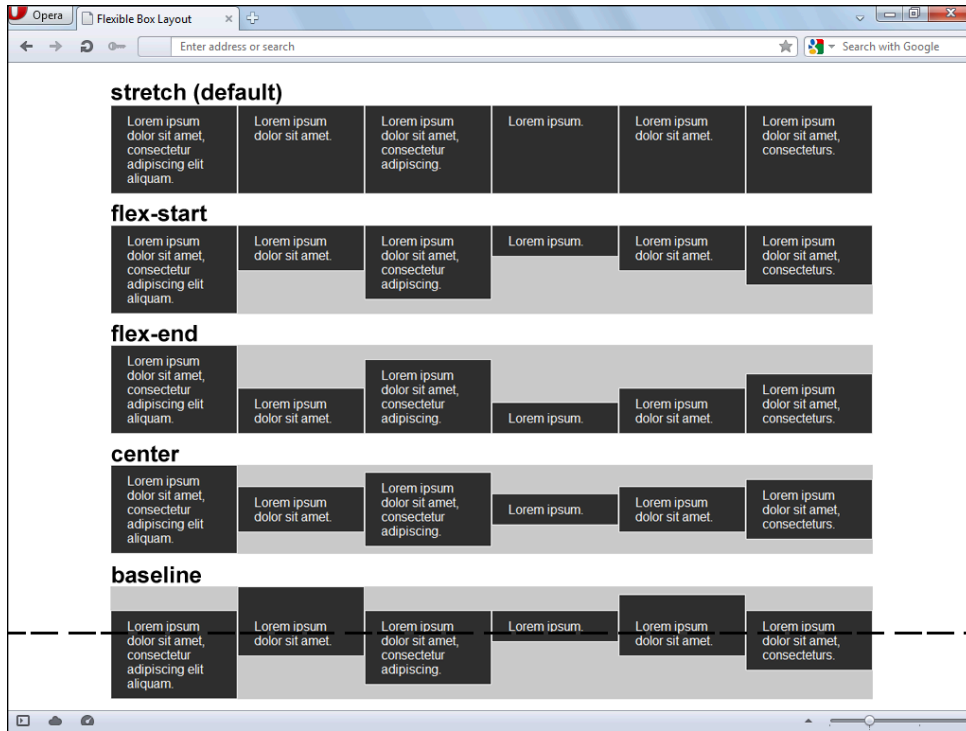 Opera
Flexible Box Layout
Enter address or search
Search with Google
stretch (default)
Lorem ipsum
dolor sit amet,
consectetur
adipiscing elit
aliquam.
Lorem ipsum
dolor sit amet.
Lorem ipsum
dolor sit amet,
consectetur
adipiscing.
Lorem ipsum.
Lorem ipsum
dolor sit amet.
Lorem ipsum
dolor sit amet,
consecteturs.
flex-start
Lorem ipsum
dolor sit amet,
consectetur
adipiscing elit
aliquam.
Lorem ipsum
dolor sit amet.
Lorem ipsum
dolor sit amet,
consectetur
adipiscing.
Lorem ipsum.
Lorem ipsum
dolor sit amet.
Lorem ipsum
dolor sit amet,
consecteturs.
flex-end
Lorem ipsum
dolor sit amet,
consectetur
adipiscing elit
aliquam.
Lorem ipsum
dolor sit amet.
Lorem ipsum
dolor sit amet,
consectetur
adipiscing.
Lorem ipsum.
Lorem ipsum
dolor sit amet.
Lorem ipsum
dolor sit amet,
consecteturs.
center
Lorem ipsum
dolor sit amet,
consectetur
adipiscing elit
aliquam.
Lorem ipsum
dolor sit amet.
Lorem ipsum
dolor sit amet,
consectetur
adipiscing.
Lorem ipsum.
Lorem ipsum
dolor sit amet.
Lorem ipsum
dolor sit amet,
consecteturs.
baseline
Lorem ipsum
dolor sit amet,
consectetur
adipiscing elit
aliquam.
Lorem ipsum
dolor sit amet.
Lorem ipsum
dolor sit amet,
consectetur
adipiscing.
Lorem ipsum.
Lorem ipsum
dolor sit amet.
Lorem ipsum
dolor sit amet,
consecteturs.